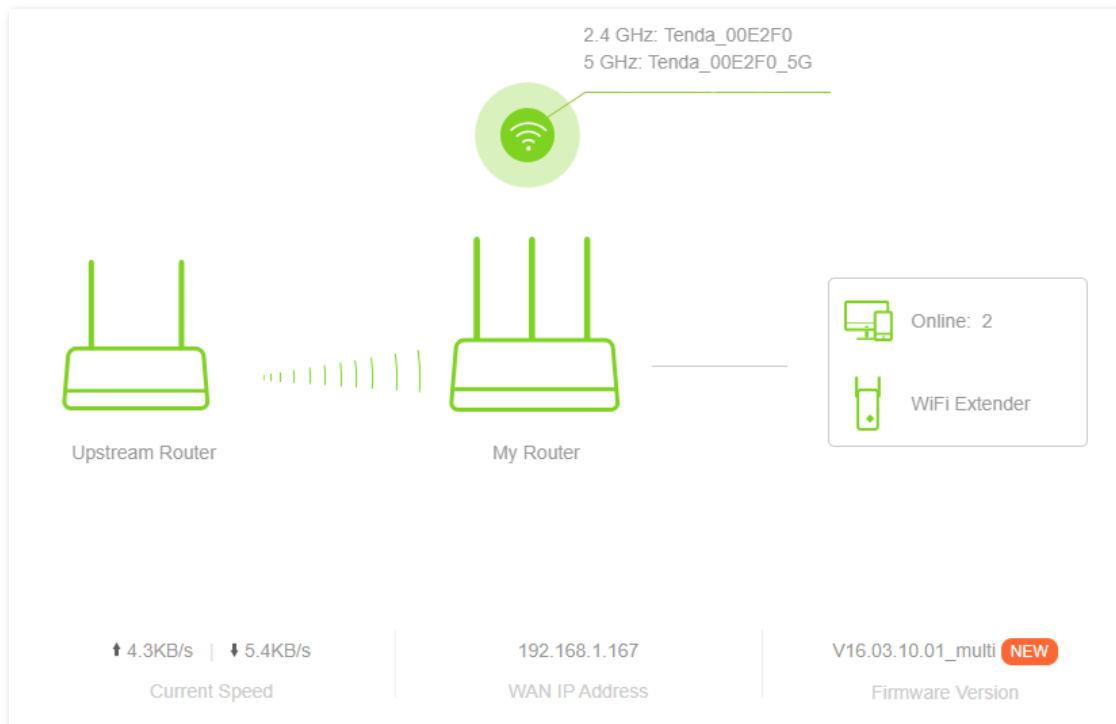 2.4 GHz: Tenda_00E2F0
5 GHz: Tenda_00E2F0_5G
Online: 2
WiFi Extender
Upstream Router
My Router
4.3KB/s | 5.4KB/s
192.168.1.167
V16.03.10.01_multi NEW
Current Speed
WAN IP Address
Firmware Version